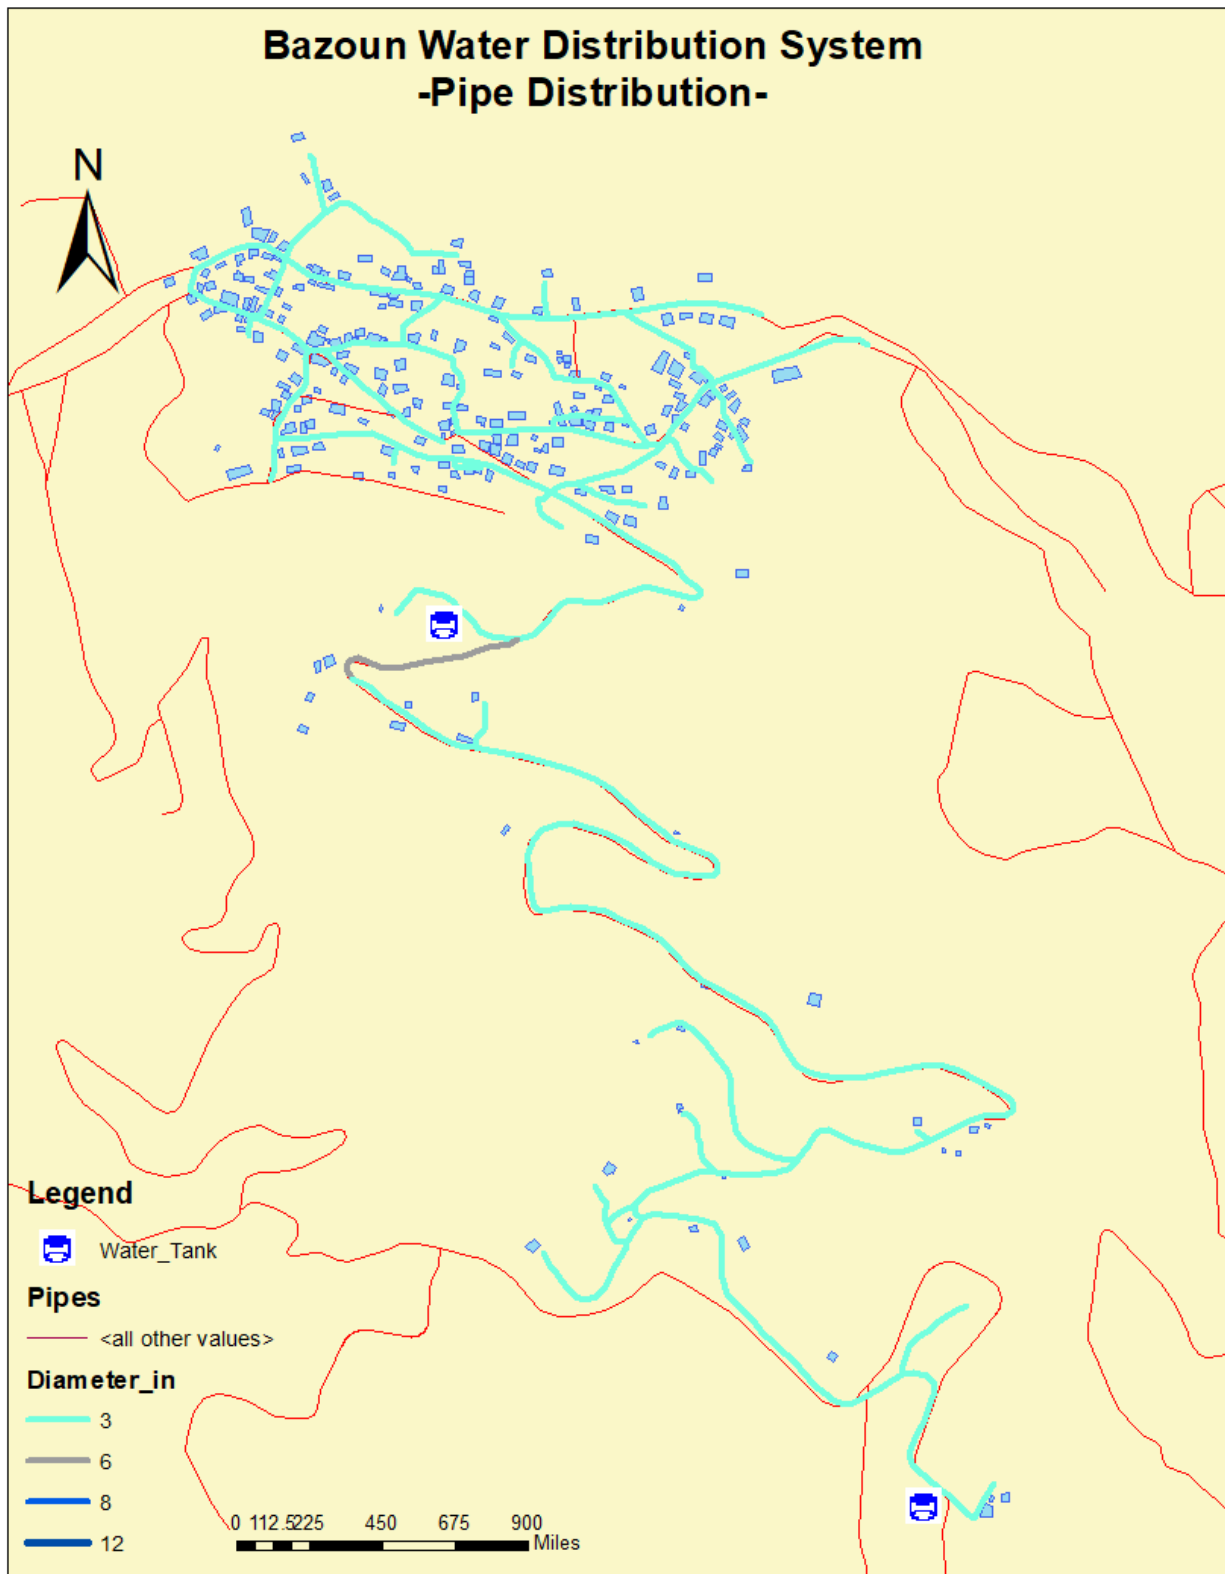 Bazoun Water Distribution System
-Pipe Distribution-
N
Legend
Water_Tank
Pipes
<all other values>
Diameter_in
3
6
8
12
0 112.5225 450 675 900
Miles